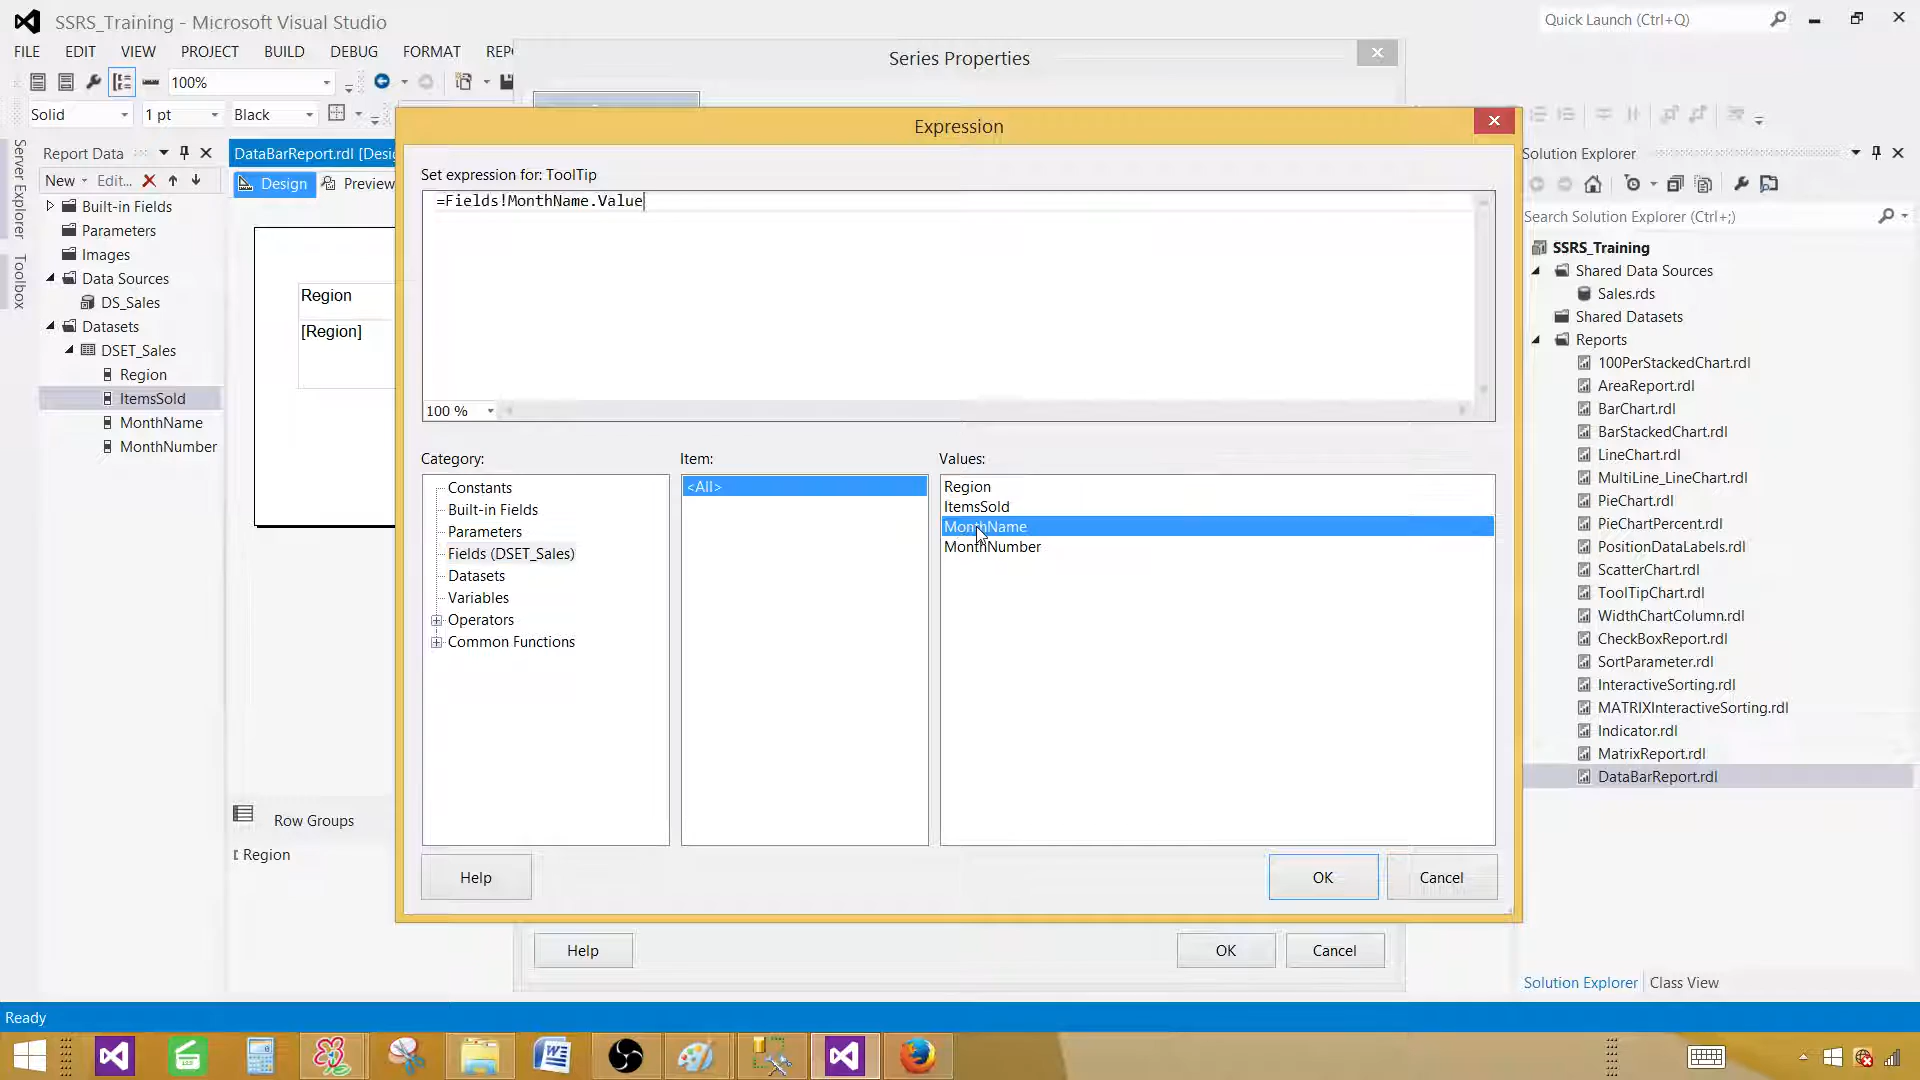 SSRS_Training - Microsoft Visual Studio
Quick Launch (Ctrl+Q)
FILE EDIT VIEW PROJECT BUILD DEBUG FORMAT
Series Properties
100%
Solid 1 pt Black
Expression
Report Data
DataBarReport.rdl
Solution Explorer
Server Explorer
Toolbox
New Edit...
Design Preview
Set expression for: ToolTip
=Fields!MonthName.Value
Search Solution Explorer (Ctrl+;)
Built-in Fields
Parameters
Images
Data Sources
DS_Sales
Datasets
DSET_Sales
Region
ItemsSold
MonthName
MonthNumber
Region
[Region]
100 %
Category:
Constants
Built-in Fields
Parameters
Fields (DSET_Sales)
Datasets
Variables
Operators
Common Functions
Item:
<All>
Values:
Region
ItemsSold
MonthName
MonthNumber
SSRS_Training
Shared Data Sources
Sales.rds
Shared Datasets
Reports
100PerStackedChart.rdl
AreaReport.rdl
BarChart.rdl
BarStackedChart.rdl
LineChart.rdl
MultiLine_LineChart.rdl
PieChart.rdl
PieChartPercent.rdl
PositionDataLabels.rdl
ScatterChart.rdl
ToolTipChart.rdl
WidthChartColumn.rdl
CheckBoxReport.rdl
SortParameter.rdl
InteractiveSorting.rdl
MATRIXInteractiveSorting.rdl
Indicator.rdl
MatrixReport.rdl
DataBarReport.rdl
Row Groups
Region
Help OK Cancel
Help OK Cancel
Solution Explorer Class View
Ready